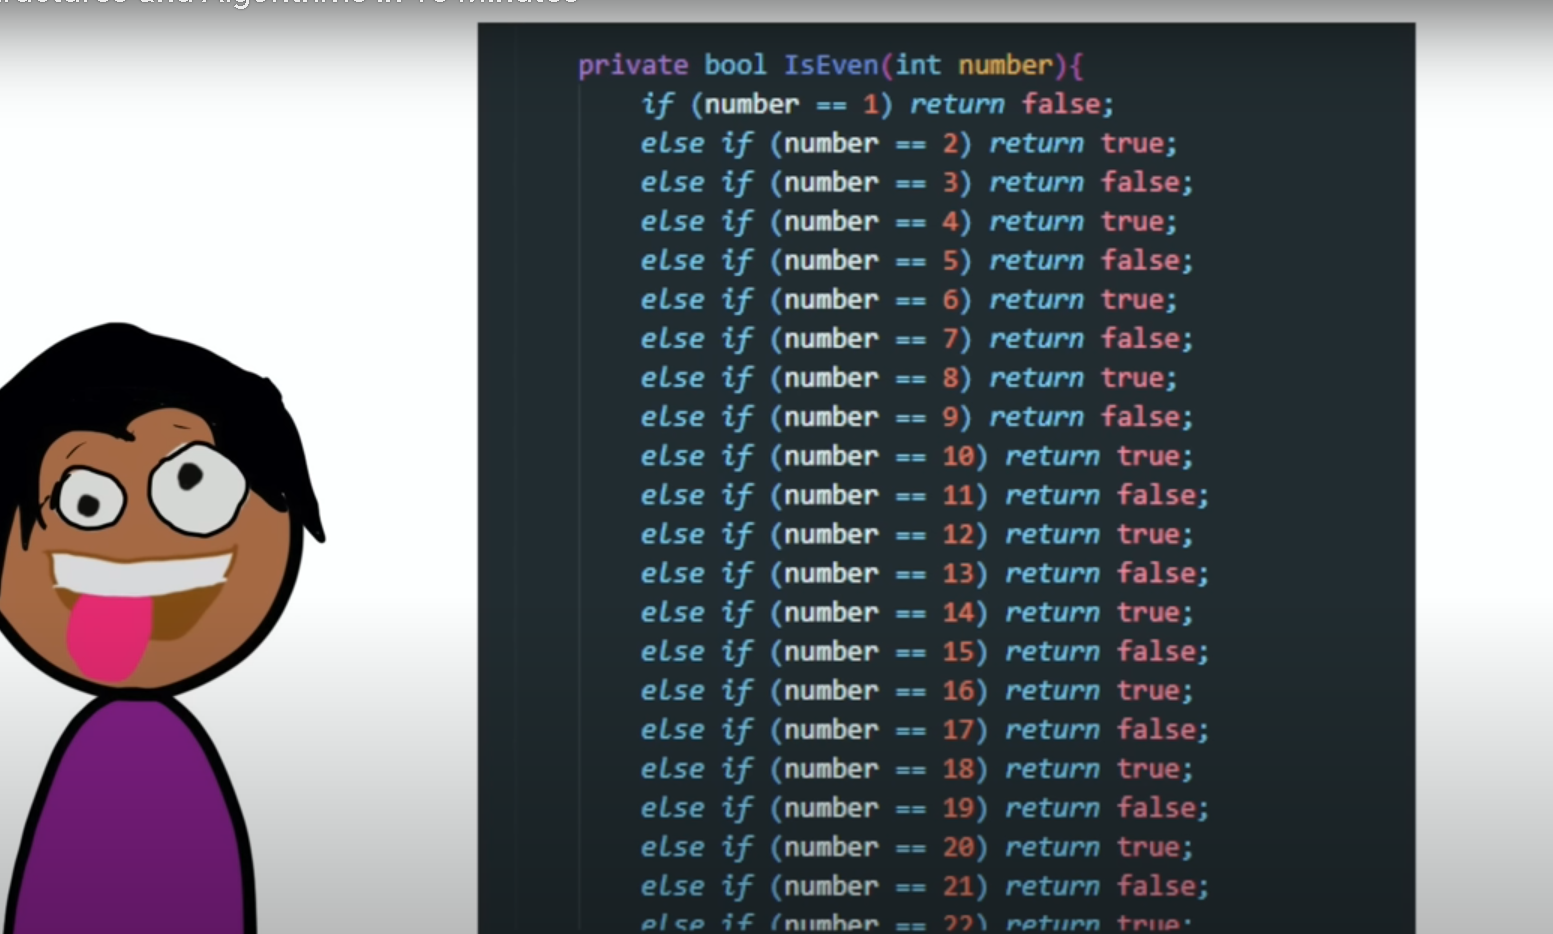 and Algorithms in 10 Minutes
private bool IsEven(int number){
if (number == 1) return false;
else if (number == 2) return true;
else if (number == 3) return false;
else if (number == 4) return true;
else if (number == 5) return false;
else if (number == 6) return true;
else if (number == 7) return false;
else if (number == 8) return true;
else if (number == 9) return false;
else if (number == 10) return true;
else if (number == 11) return false;
else if (number == 12) return true;
else if (number == 13) return false;
else if (number == 14) return true;
else if (number == 15) return false;
else if (number == 16) return true;
else if (number == 17) return false;
else if (number == 18) return true;
else if (number == 19) return false;
else if (number == 20) return true;
else if (number == 21) return false;
else if (number == 22) return true;